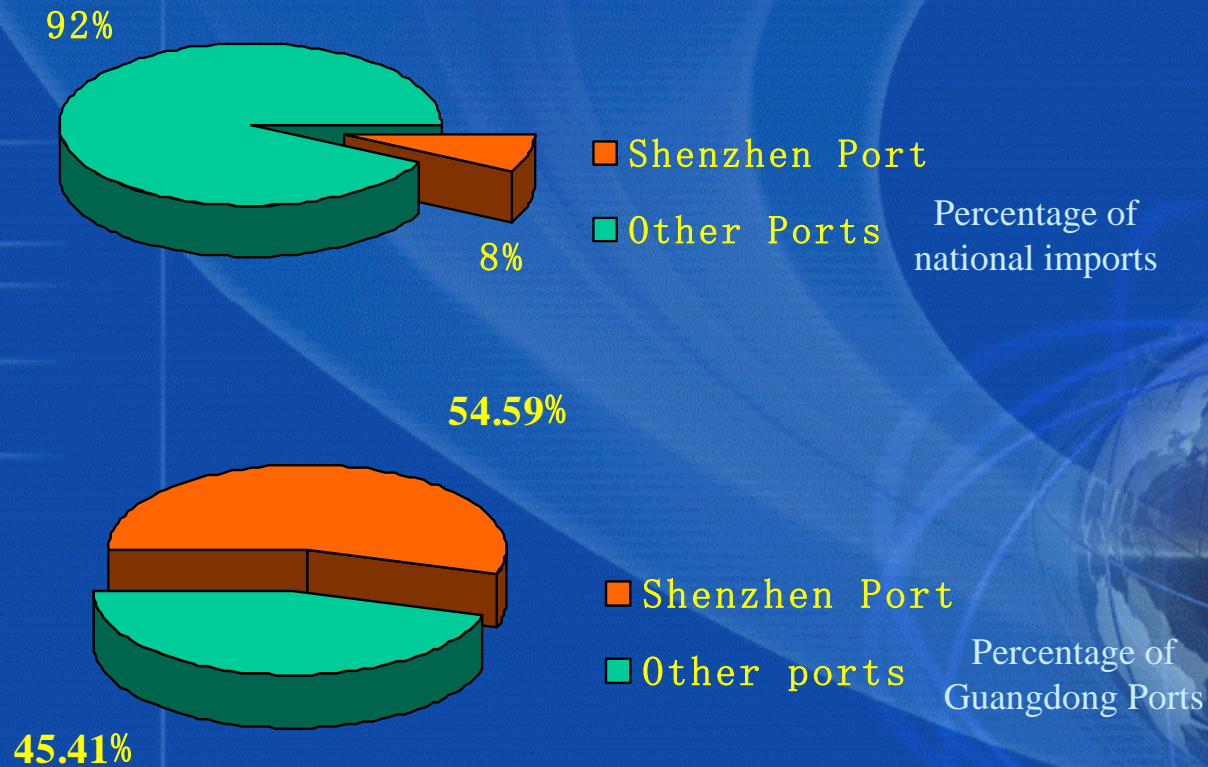 92%
Shenzhen Port
Other Ports
8%
Percentage of
national imports
54.59%
Shenzhen Port
Other ports
Percentage of
Guangdong Ports
45.41%